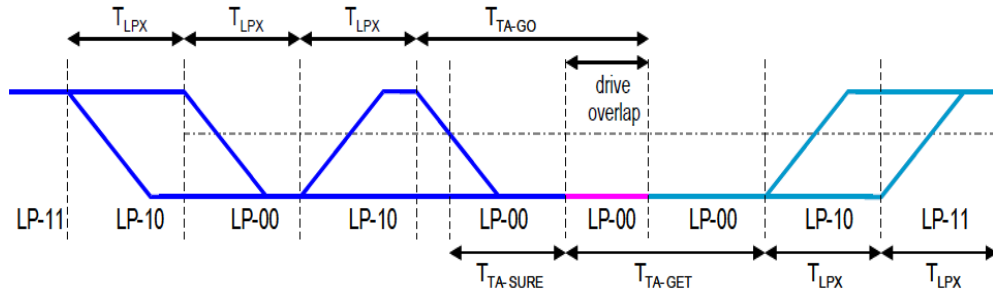 TLPX TLPX TLPX TTA-GO
drive
overlap
LP-11 LP-10 LP-00 LP-10 LP-00 LP-00 LP-00 LP-10 LP-11
TTA-SURE TTA-GET TLPX TLPX